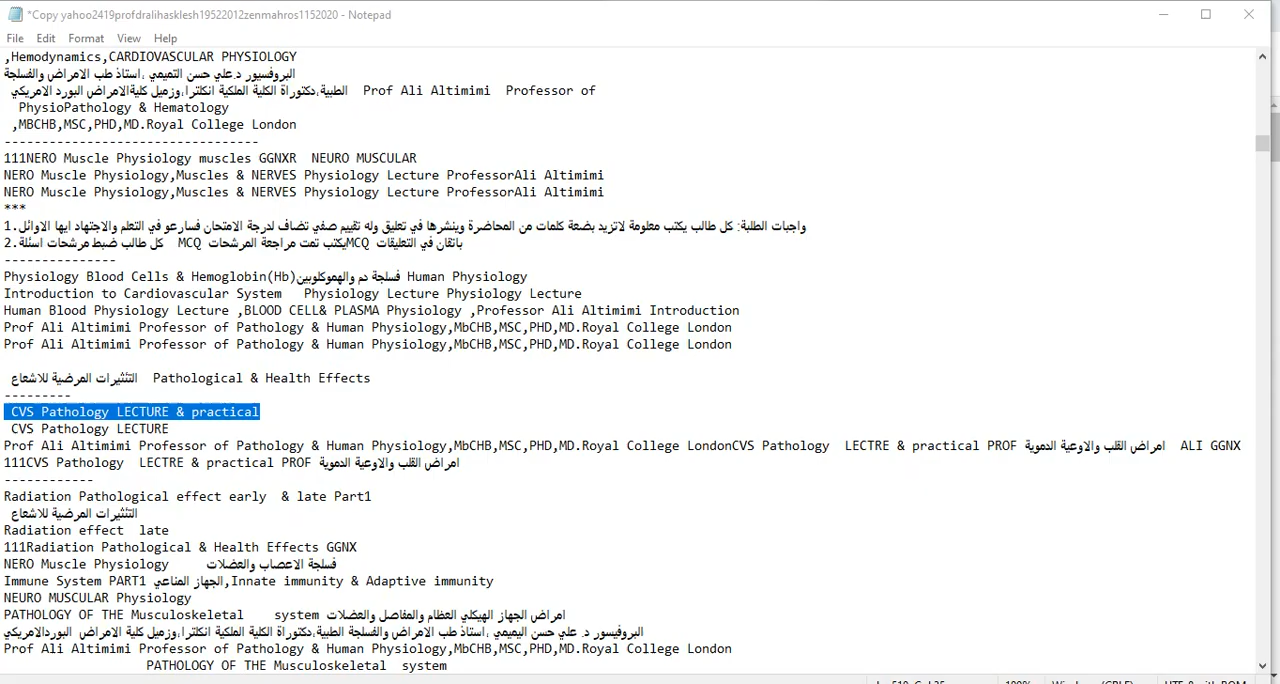 *Copy yahoo2419profdralihasklesh19522012zenmahros1152020 - Notepad
File Edit Format View Help
,Hemodynamics,CARDIOVASCULAR PHYSIOLOGY
البروفسيور د.علي حسن التميمي ،استاذ طب الامراض والفسلجة
الطبية،دكتوراة الكلية الملكية انكلترا،وزميل كليةالامراض البورد الامريكي Prof Ali Altimimi Professor of
PhysioPathology & Hematology
,MBCHB,MSC,PHD,MD.Royal College London
----------------------------------
111NERO Muscle Physiology muscles GGNXR NEURO MUSCULAR
NERO Muscle Physiology,Muscles & NERVES Physiology Lecture ProfessorAli Altimimi
NERO Muscle Physiology,Muscles & NERVES Physiology Lecture ProfessorAli Altimimi
***
1.واجبات الطلبة: كل طالب يكتب معلومة لاتزيد بضعة كلمات من المحاضرة وينشرها في تعليق وله تقييم صفي تضاف لدرجة الامتحان فسارعو في التعلم والاجتهاد ايها الاوائل
2.كل طالب ضبط مرشحات اسئلة MCQ يكتب تمت مراجعة المرشحات MCQ باتقان في التعليقات
---------------
Physiology Blood Cells & Hemoglobin(Hb)فسلجة دم والهموكلوبين Human Physiology
Introduction to Cardiovascular System Physiology Lecture Physiology Lecture
Human Blood Physiology Lecture ,BLOOD CELL& PLASMA Physiology ,Professor Ali Altimimi Introduction
Prof Ali Altimimi Professor of Pathology & Human Physiology,MbCHB,MSC,PHD,MD.Royal College London
Prof Ali Altimimi Professor of Pathology & Human Physiology,MbCHB,MSC,PHD,MD.Royal College London
التئثيرات المرضية للاشعاع Pathological & Health Effects
---------
CVS Pathology LECTURE & practical
CVS Pathology LECTURE
Prof Ali Altimimi Professor of Pathology & Human Physiology,MbCHB,MSC,PHD,MD.Royal College LondonCVS Pathology LECTRE & practical PROF امراض القلب والاوعية الدموية ALI GGNX
111CVS Pathology LECTRE & practical PROF امراض القلب والاوعية الدموية
------------
Radiation Pathological effect early & late Part1
التئثيرات المرضية للاشعاع
Radiation effect late
111Radiation Pathological & Health Effects GGNX
NERO Muscle Physiology فسلجة الاعصاب والعضلات
Immune System PART1 الجهاز المناعي,Innate immunity & Adaptive immunity
NEURO MUSCULAR Physiology
PATHOLOGY OF THE Musculoskeletal system امراض الجهاز الهيكلي العظام والمفاصل والعضلات
البروفيسور د. علي حسن اليميمي ،استاذ طب الامراض والفسلجة الطبية،دكتوراة الكلية الملكية انكلترا،وزميل كلية الامراض البوردالامريكي
Prof Ali Altimimi Professor of Pathology & Human Physiology,MbCHB,MSC,PHD,MD.Royal College London
PATHOLOGY OF THE Musculoskeletal system